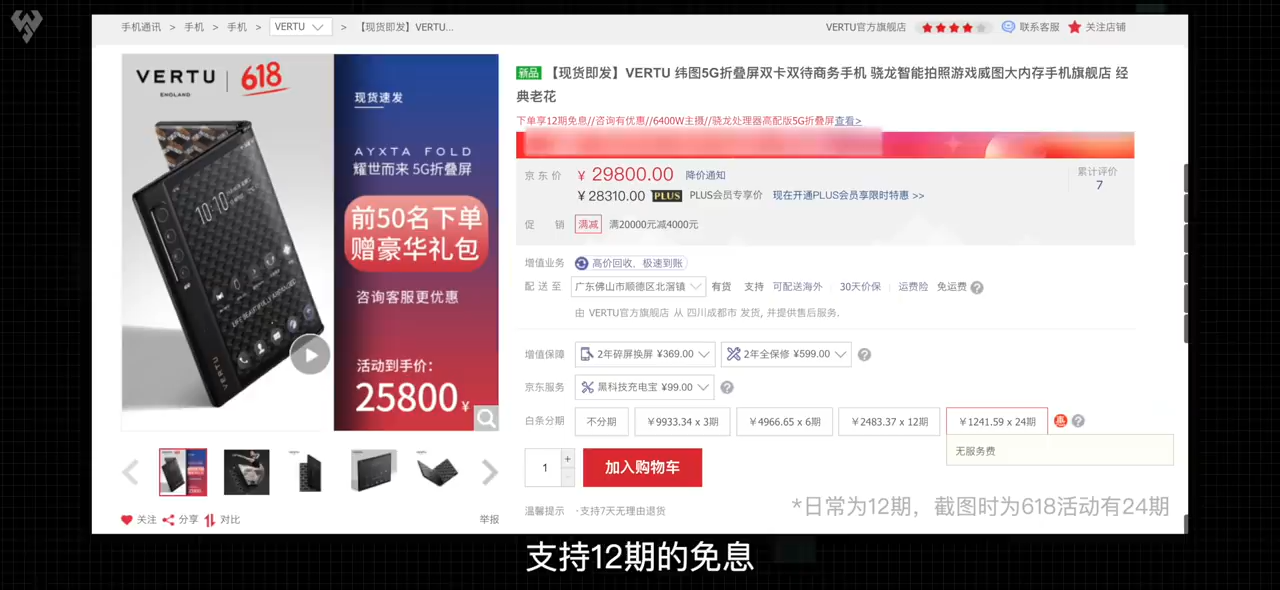 手机通讯 > 手机 > 手机 > VERTU > 【现货即发】VERTU...
VERTU官方旗舰店 联系客服 关注店铺
VERTU ENGLAND 618
现货速发
AYXTA FOLD
耀世而来 5G折叠屏
前50名下单
赠豪华礼包
咨询客服更优惠
活动到手价：
25800¥
10:10
VERTU
关注 分享 对比 举报
新品 【现货即发】VERTU 纬图5G折叠屏双卡双待商务手机 骁龙智能拍照游戏威图大内存手机旗舰店 经
典老花
下单享12期免息//咨询有优惠//6400W主摄//骁龙处理器高配版5G折叠屏查看>
京东价 ￥29800.00 降价通知
累计评价
7
￥28310.00 PLUS PLUS会员专享价 现在开通PLUS会员享限时特惠 >>
促销 满减 满20000元减4000元
增值业务 高价回收，极速到账
配送至 广东佛山市顺德区北滘镇 有货 支持 可配送海外 30天价保 运费险 免运费
由 VERTU官方旗舰店 从 四川成都市 发货, 并提供售后服务.
增值保障 2年碎屏换屏 ¥369.00 2年全保修 ¥599.00
京东服务 黑科技充电宝 ¥99.00
白条分期 不分期 ￥9933.34 x 3期 ￥4966.65 x 6期 ￥2483.37 x 12期 ￥1241.59 x 24期 惠
无服务费
1 + - 加入购物车
温馨提示 ·支持7天无理由退货
*日常为12期，截图时为618活动有24期
支持12期的免息